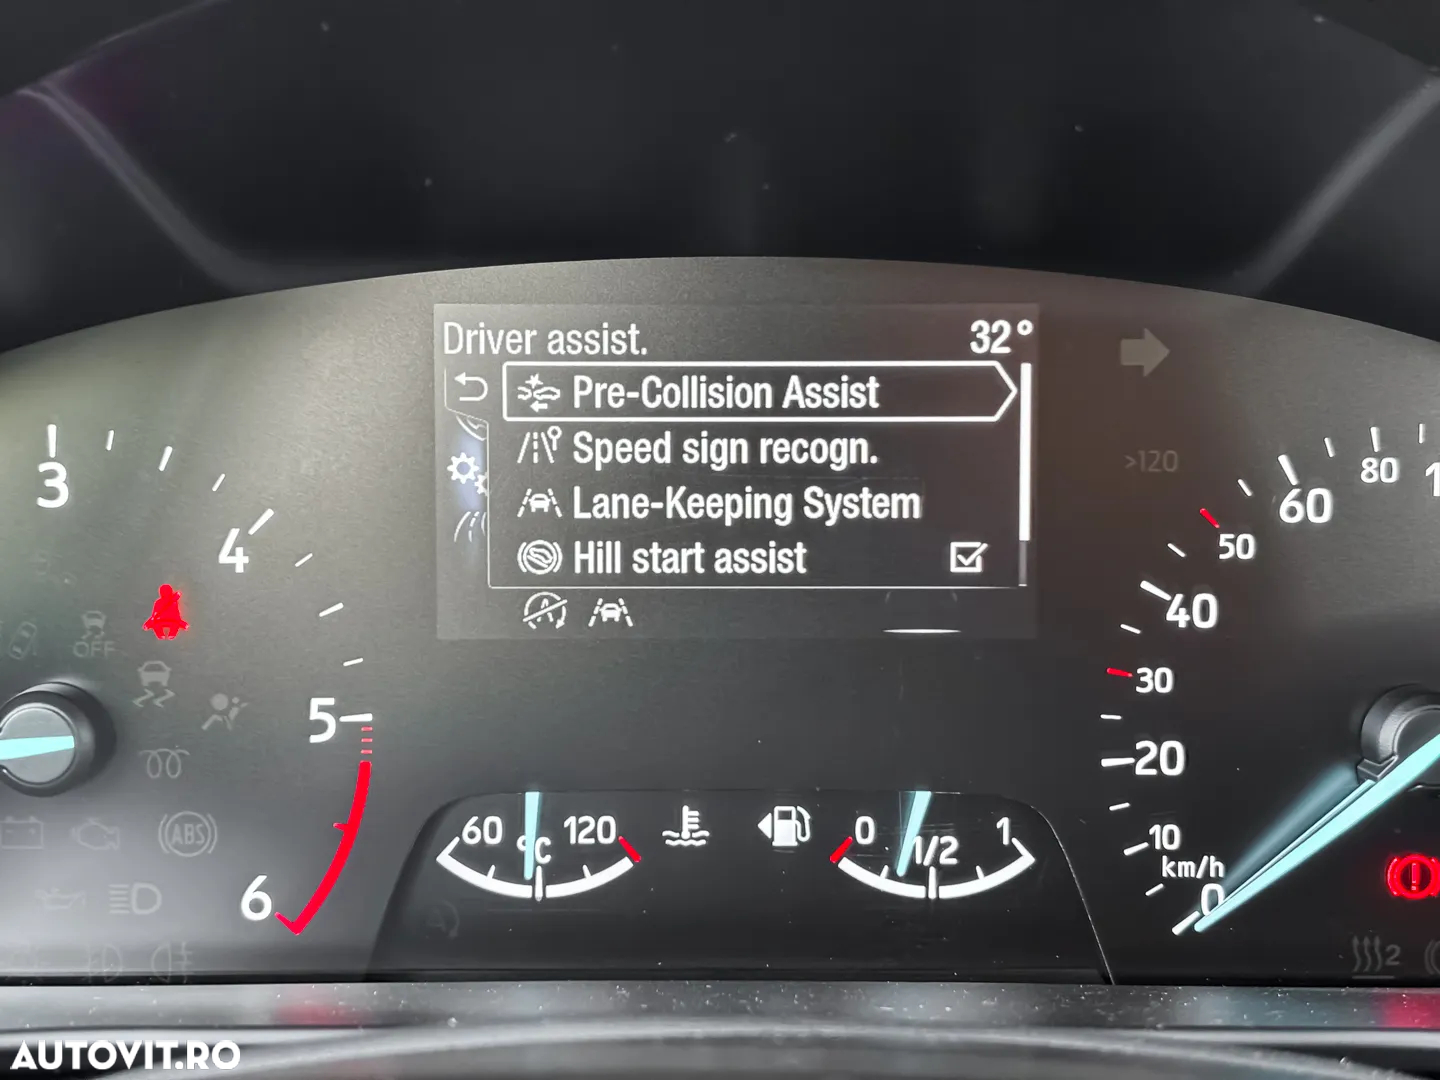 Driver assist. 32°
Pre-Collision Assist
Speed sign recogn.
Lane-Keeping System
Hill start assist
3
4
5
6
OFF
ABS
60 °C 120
0 1/2 1
>120
80
60
50
40
30
20
10
km/h
0
2
AUTOVIT.RO